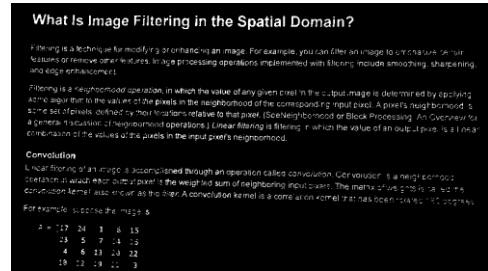 What Is Image Filtering in the Spatial Domain?
Filtering is a technique for modifying or enhancing an image. For example, you can filter an image to emphasize certain
features or remove other features. Image processing operations implemented with filtering include smoothing, sharpening,
and edge enhancement.
Filtering is a neighborhood operation, in which the value of any given pixel in the output image is determined by applying
some algorithm to the values of the pixels in the neighborhood of the corresponding input pixel. A pixel's neighborhood is
some set of pixels, defined by their locations relative to that pixel. (See Neighborhood or Block Processing: An Overview for
a general discussion of neighborhood operations.) Linear filtering is filtering in which the value of an output pixel is a linear
combination of the values of the pixels in the input pixel's neighborhood.
Convolution
Linear filtering of an image is accomplished through an operation called convolution. Convolution is a neighborhood
operation in which each output pixel is the weighted sum of neighboring input pixels. The matrix of weights is called the
convolution kernel, also known as the filter. A convolution kernel is a correlation kernel that has been rotated 180 degrees.
For example, suppose the image is
A = [17 24 1 8 15
23 5 7 14 16
4 6 13 20 22
10 12 19 21 3